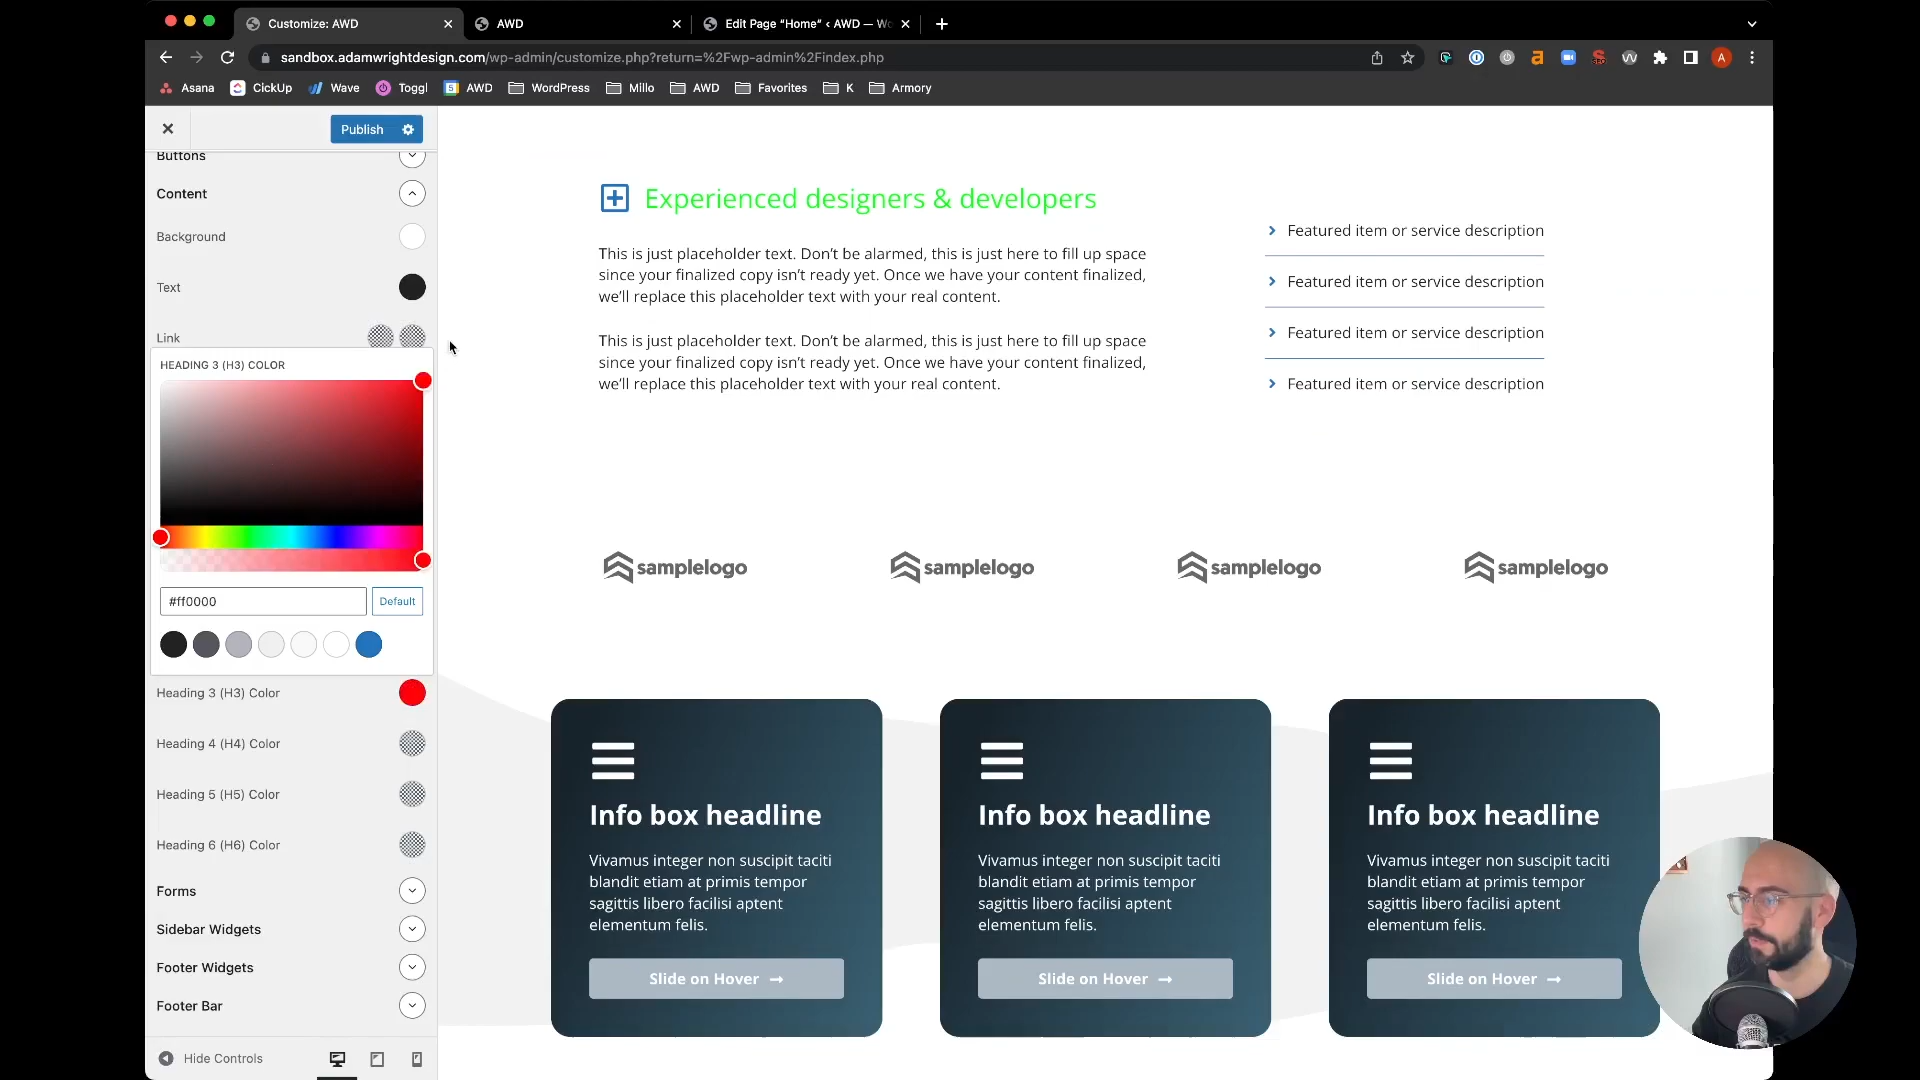 Customize: AWD
AWD
Edit Page “Home” ‹ AWD — Wo
sandbox.adamwrightdesign.com/wp-admin/customize.php?return=%2Fwp-admin%2Findex.php
Asana
ClickUp
Wave
Toggl
AWD
WordPress
Millo
AWD
Favorites
K
Armory
Publish
Buttons
Content
Background
Text
Link
HEADING 3 (H3) COLOR
#ff0000
Default
Heading 3 (H3) Color
Heading 4 (H4) Color
Heading 5 (H5) Color
Heading 6 (H6) Color
Forms
Sidebar Widgets
Footer Widgets
Footer Bar
Hide Controls
Experienced designers & developers
This is just placeholder text. Don’t be alarmed, this is just here to fill up space
since your finalized copy isn’t ready yet. Once we have your content finalized,
we’ll replace this placeholder text with your real content.
This is just placeholder text. Don’t be alarmed, this is just here to fill up space
since your finalized copy isn’t ready yet. Once we have your content finalized,
we’ll replace this placeholder text with your real content.
Featured item or service description
Featured item or service description
Featured item or service description
Featured item or service description
samplelogo
samplelogo
samplelogo
samplelogo
Info box headline
Vivamus integer non suscipit taciti
blandit etiam at primis tempor
sagittis libero facilisi aptent
elementum felis.
Slide on Hover →
Info box headline
Vivamus integer non suscipit taciti
blandit etiam at primis tempor
sagittis libero facilisi aptent
elementum felis.
Slide on Hover →
Info box headline
Vivamus integer non suscipit taciti
blandit etiam at primis tempor
sagittis libero facilisi aptent
elementum felis.
Slide on Hover →